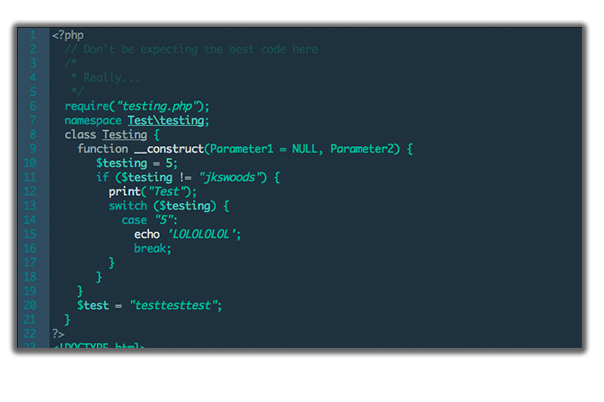 1 <?php
2 // Don't be expecting the best code here
3 /*
4 * Really...
5 */
6 require("testing.php");
7 namespace Test\testing;
8 class Testing {
9 function __construct(Parameter1 = NULL, Parameter2) {
10 $testing = 5;
11 if ($testing != "jkswoods") {
12 print("Test");
13 switch ($testing) {
14 case "5":
15 echo 'LOLOLOLOL';
16 break;
17 }
18 }
19 }
20 $test = "testtesttest";
21 }
22 ?>
23 <!DOCTYPE html>